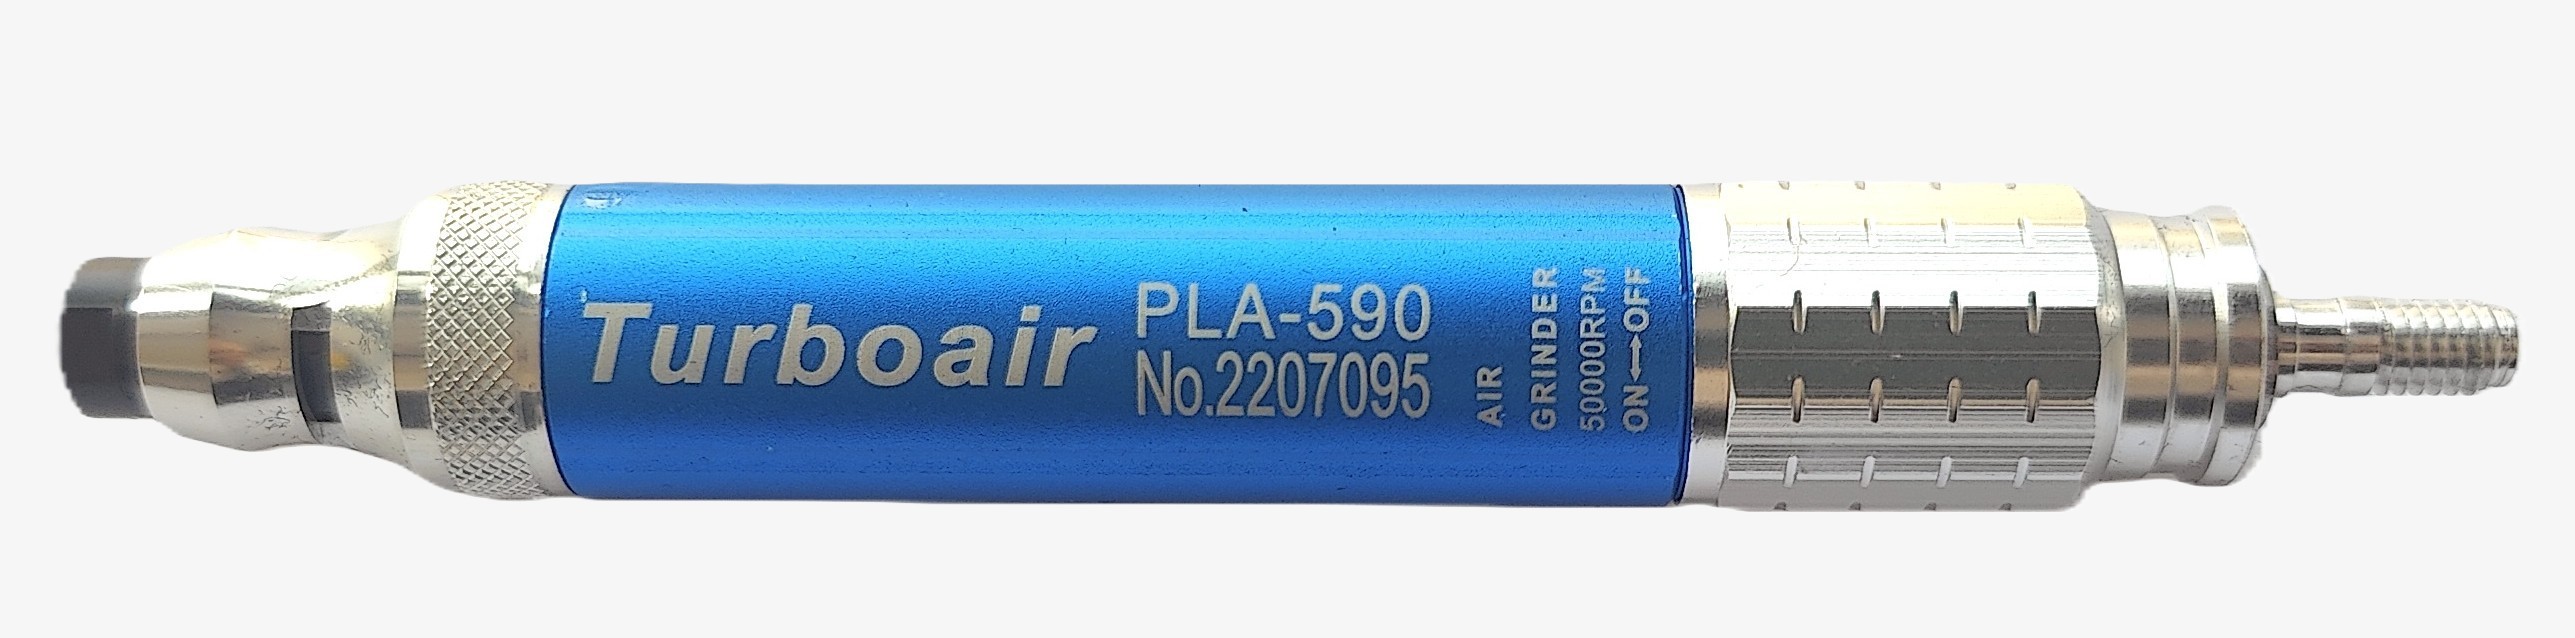 Turboair
PLA-590
No.2207095
AIR
GRINDER
50000RPM
ON↔OFF